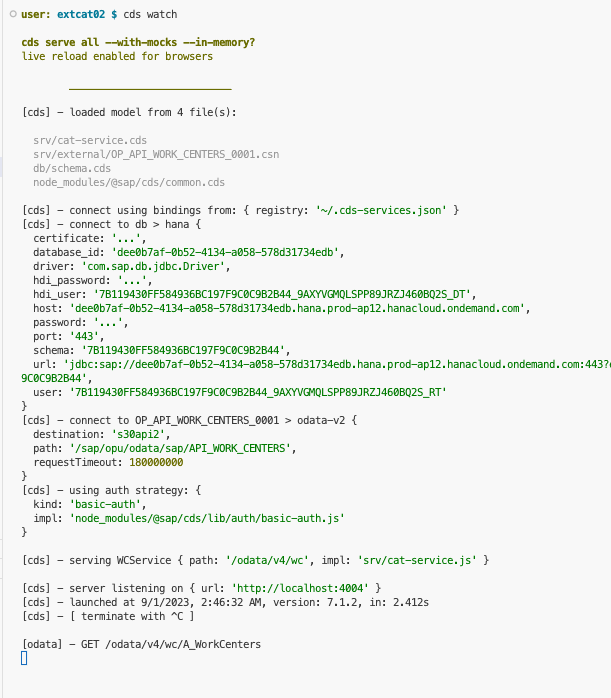 user: extcat02 $ cds watch
cds serve all --with-mocks --in-memory?
live reload enabled for browsers
[cds] - loaded model from 4 file(s):
srv/cat-service.cds
srv/external/OP_API_WORK_CENTERS_0001.csn
db/schema.cds
node_modules/@sap/cds/common.cds
[cds] - connect using bindings from: { registry: '~/.cds-services.json' }
[cds] - connect to db > hana {
certificate: '...',
database_id: 'dee0b7af-0b52-4134-a058-578d31734edb',
driver: 'com.sap.db.jdbc.Driver',
hdi_password: '...',
hdi_user: '7B119430FF584936BC197F9C0C9B2B44_9AXYVGMQLSPP89JRZJ460BQ2S_DT',
host: 'dee0b7af-0b52-4134-a058-578d31734edb.hana.prod-ap12.hanacloud.ondemand.com',
password: '...',
port: '443',
schema: '7B119430FF584936BC197F9C0C9B2B44',
url: 'jdbc:sap://dee0b7af-0b52-4134-a058-578d31734edb.hana.prod-ap12.hanacloud.ondemand.com:443?
9C0C9B2B44',
user: '7B119430FF584936BC197F9C0C9B2B44_9AXYVGMQLSPP89JRZJ460BQ2S_RT'
}
[cds] - connect to OP_API_WORK_CENTERS_0001 > odata-v2 {
destination: 's30api2',
path: '/sap/opu/odata/sap/API_WORK_CENTERS',
requestTimeout: 180000000
}
[cds] - using auth strategy: {
kind: 'basic-auth',
impl: 'node_modules/@sap/cds/lib/auth/basic-auth.js'
}
[cds] - serving WCService { path: '/odata/v4/wc', impl: 'srv/cat-service.js' }
[cds] - server listening on { url: 'http://localhost:4004' }
[cds] - launched at 9/1/2023, 2:46:32 AM, version: 7.1.2, in: 2.412s
[cds] - [ terminate with ^C ]
[odata] - GET /odata/v4/wc/A_WorkCenters